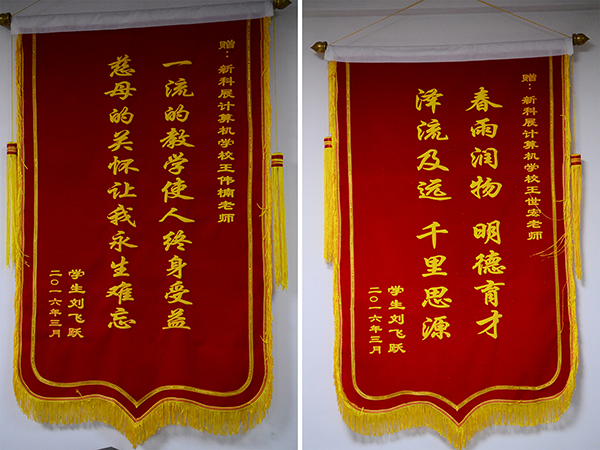 赠：新科展计算机学校王伟楠老师
一流的教学使人终身受益
慈母的关怀让我永生难忘
学生刘飞跃
二〇一六年三月
赠：新科展计算机学校王世宏老师
春雨润物 明德育才
泽流及远 千里思源
学生刘飞跃
二〇一六年三月